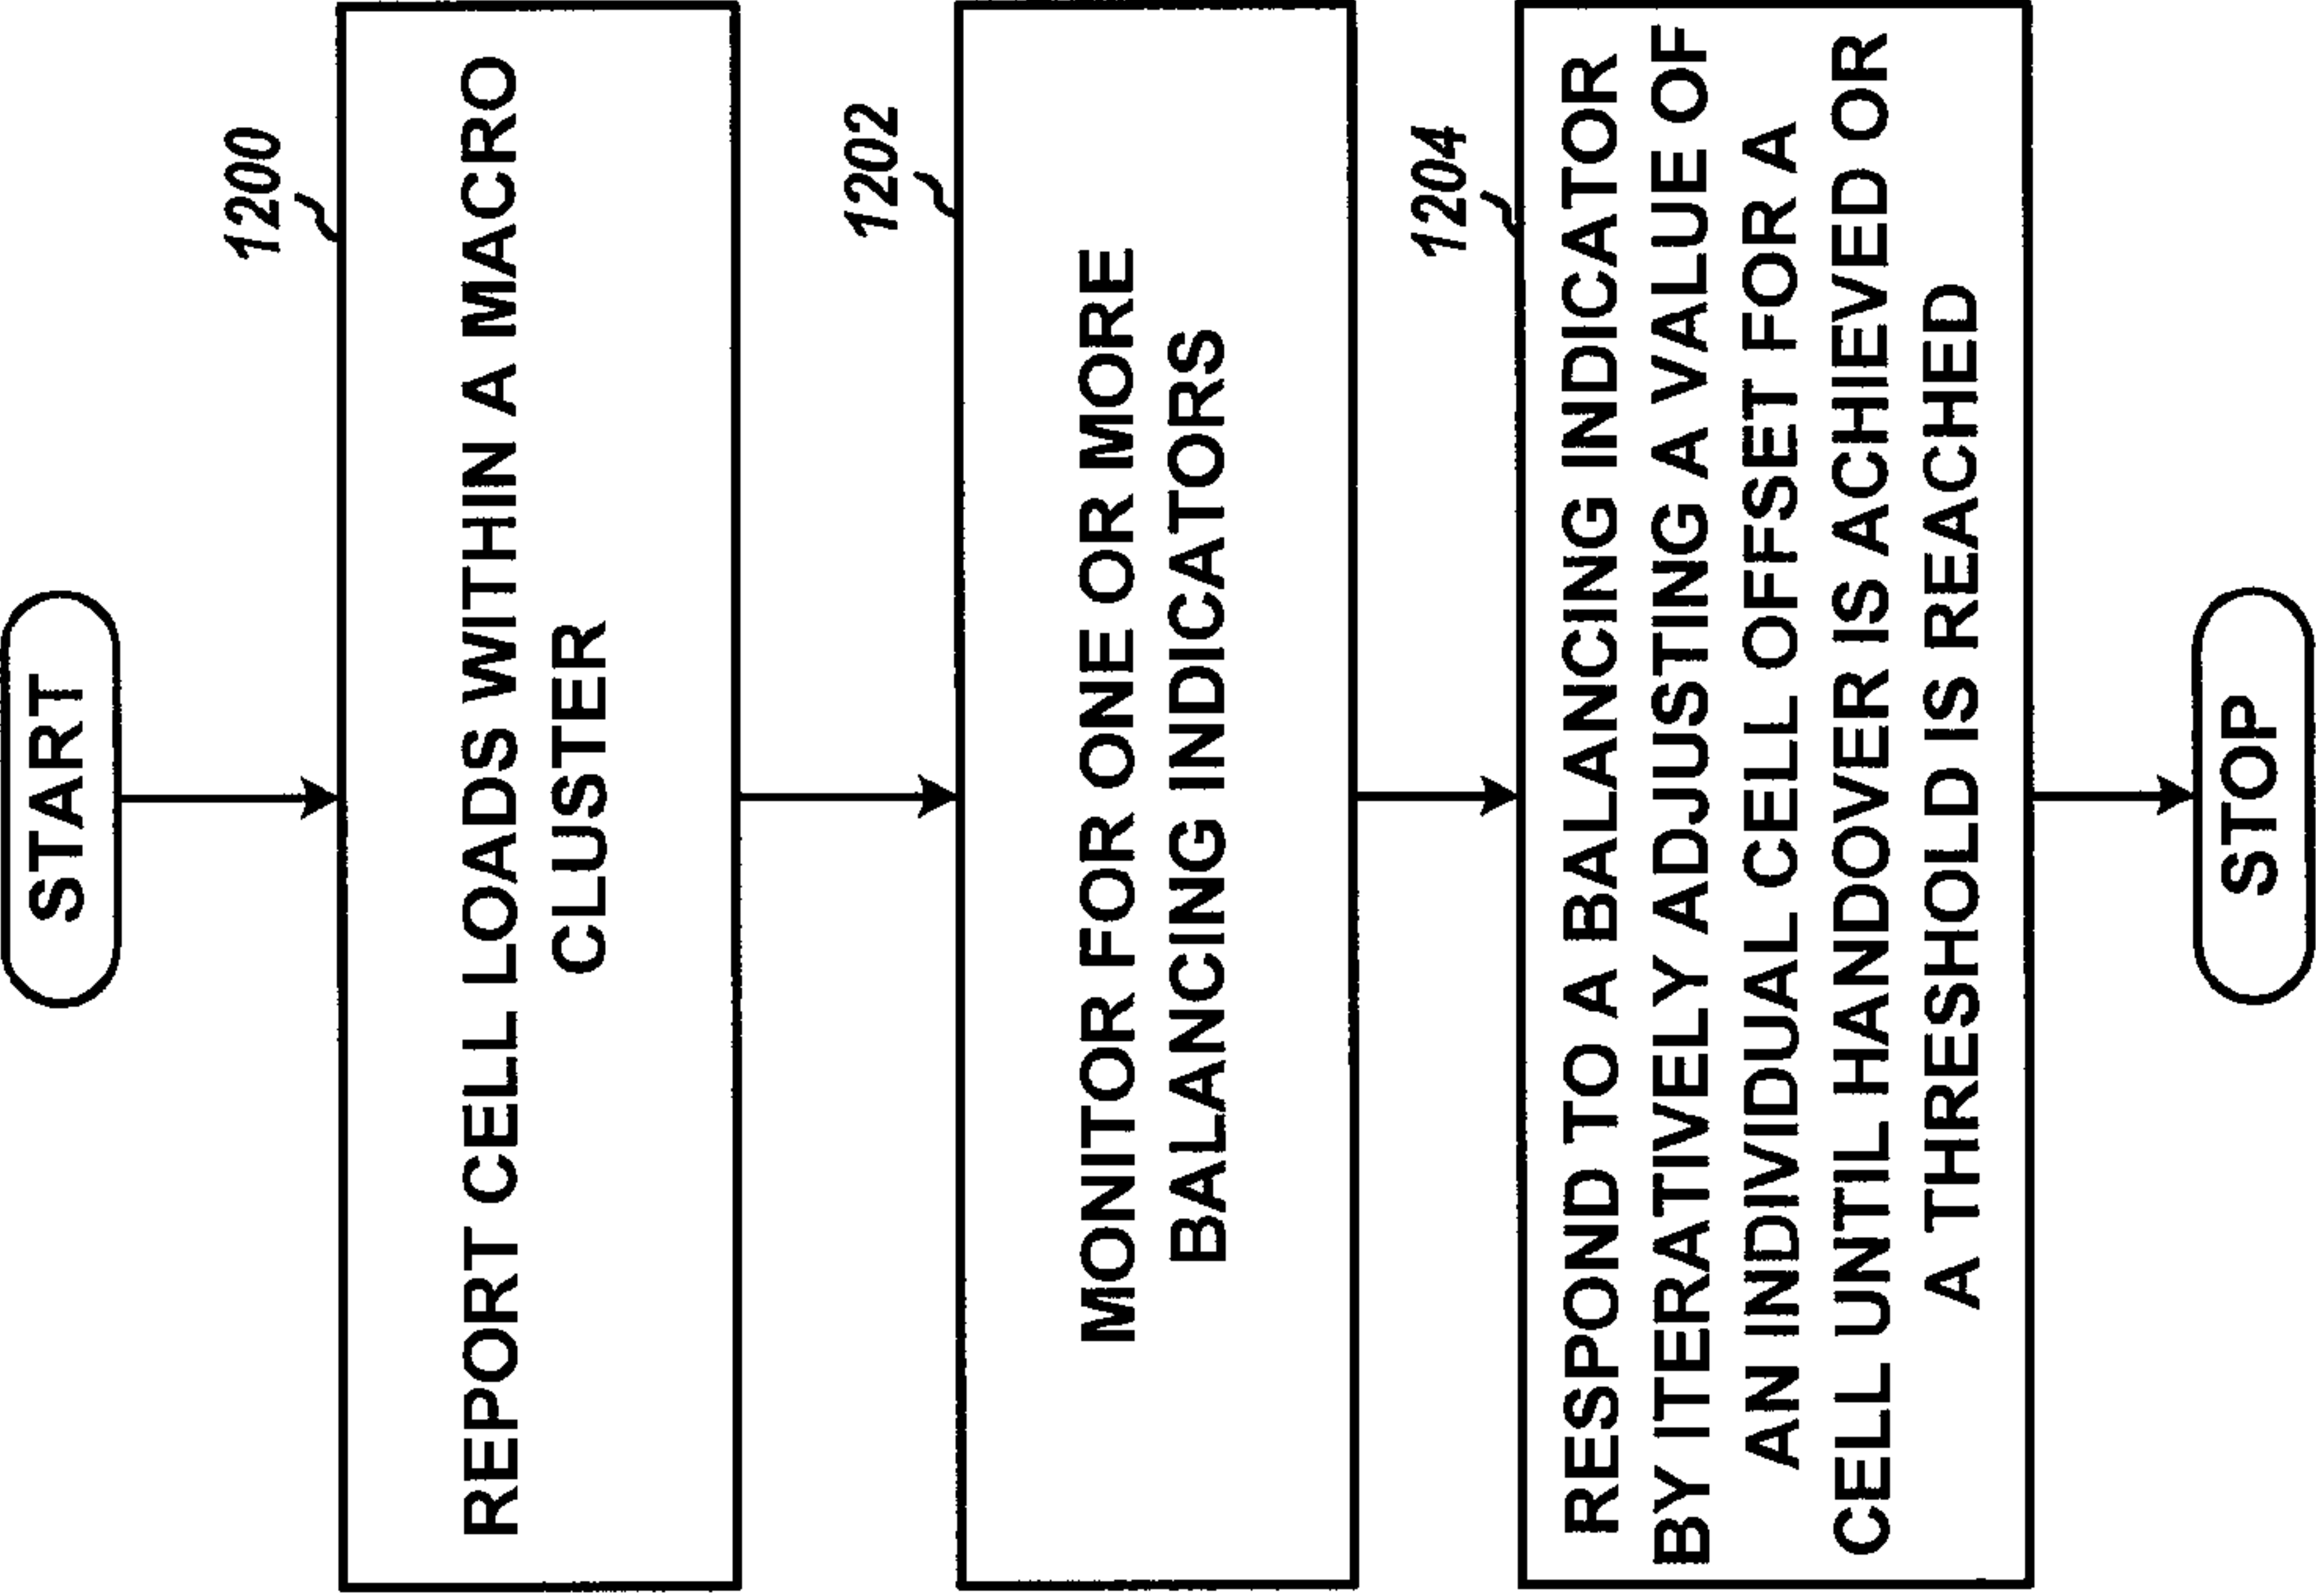 START
1200
REPORT CELL LOADS WITHIN A MACRO
CLUSTER
1202
MONITOR FOR ONE OR MORE
BALANCING INDICATORS
1204
RESPOND TO A BALANCING INDICATOR
BY ITERATIVELY ADJUSTING A VALUE OF
AN INDIVIDUAL CELL OFFSET FOR A
CELL UNTIL HANDOVER IS ACHIEVED OR
A THRESHOLD IS REACHED
STOP